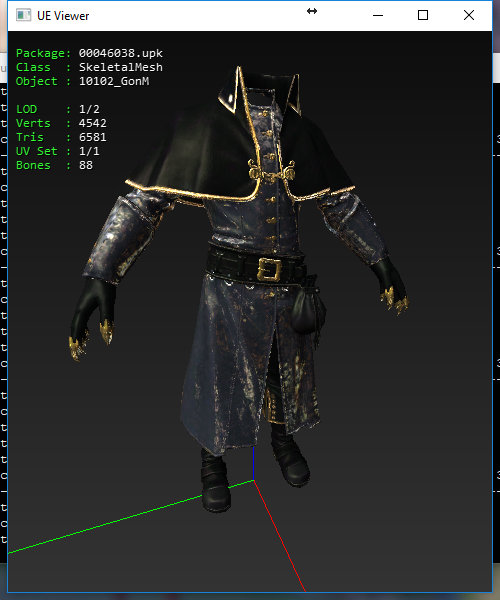 UE Viewer
Package: 00046038.upk
Class : SkeletalMesh
Object : 10102_GonM
LOD : 1/2
Verts : 4542
Tris : 6581
UV Set : 1/1
Bones : 88